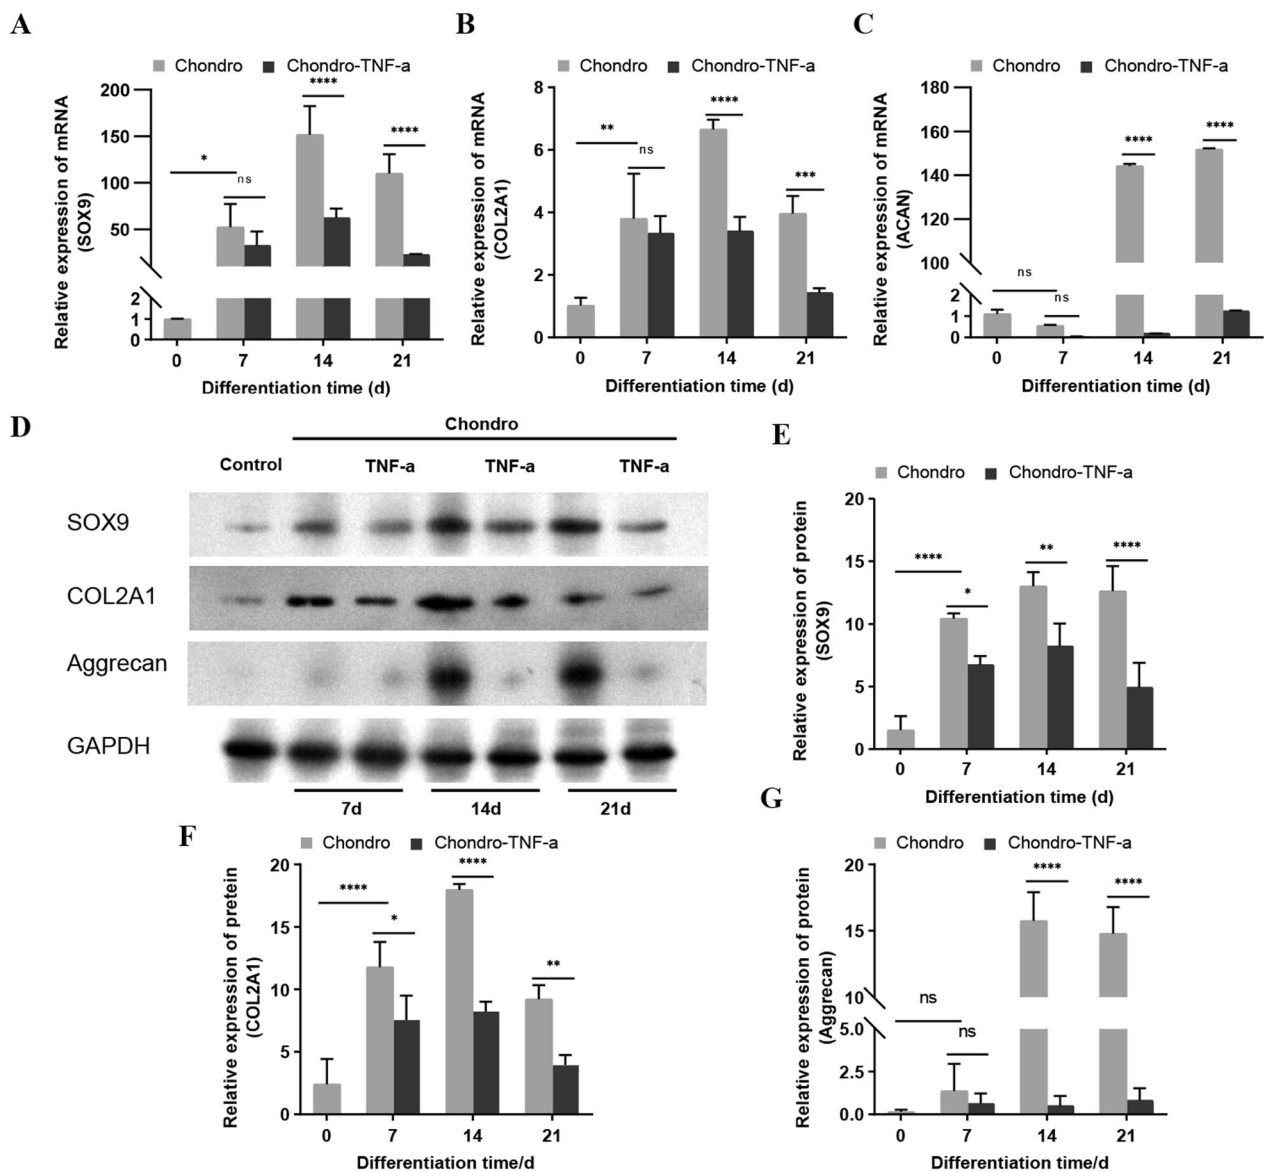 A
Chondro Chondro-TNF-a
Relative expression of mRNA
(SOX9)
200
150
100
50
2
1
0
*
ns
****
****
0 7 14 21
Differentiation time (d)
B
Chondro Chondro-TNF-a
Relative expression of mRNA
(COL2A1)
8
6
4
2
0
**
ns
****
***
0 7 14 21
Differentiation time (d)
C
Chondro Chondro-TNF-a
Relative expression of mRNA
(ACAN)
180
160
140
120
100
2
1
0
ns
ns
****
****
0 7 14 21
Differentiation time (d)
D
Chondro
Control TNF-a TNF-a TNF-a
SOX9
COL2A1
Aggrecan
GAPDH
7d 14d 21d
E
Chondro Chondro-TNF-a
Relative expression of protein
(SOX9)
20
15
10
5
0
****
*
**
****
0 7 14 21
Differentiation time (d)
F
Chondro Chondro-TNF-a
Relative expression of pretein
(COL2A1)
20
15
10
5
0
****
*
****
**
0 7 14 21
Differentiation time/d
G
Chondro Chondro-TNF-a
Relative expression of protein
(Aggrecan)
20
15
10
5.0
2.5
0.0
ns
ns
****
****
0 7 14 21
Differentiation time (d)